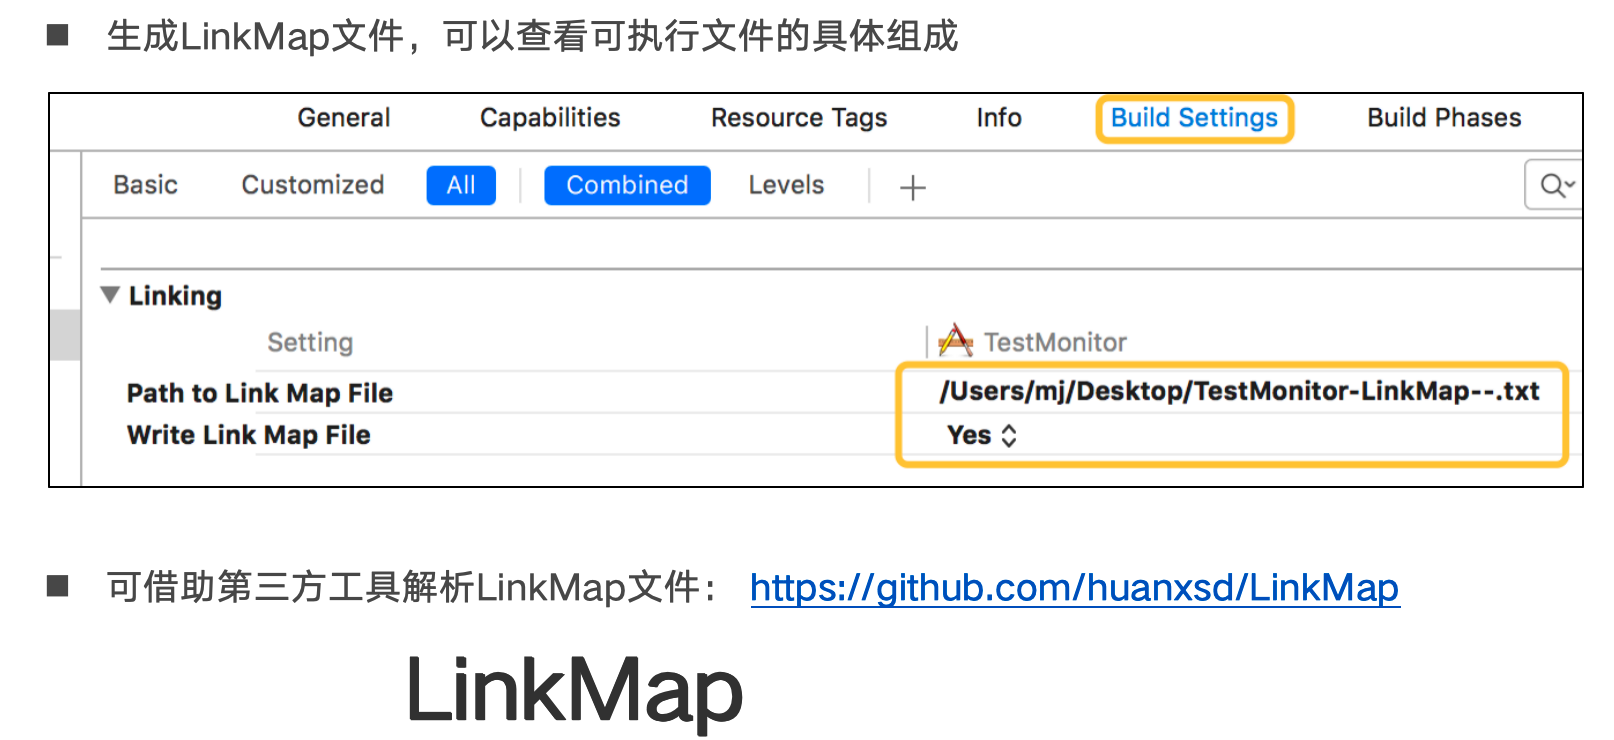 ■ 生成LinkMap文件，可以查看可执行文件的具体组成
General Capabilities Resource Tags Info Build Settings Build Phases
Basic Customized All Combined Levels +
Linking
Setting TestMonitor
Path to Link Map File /Users/mj/Desktop/TestMonitor-LinkMap--.txt
Write Link Map File Yes
■ 可借助第三方工具解析LinkMap文件： https://github.com/huanxsd/LinkMap
LinkMap